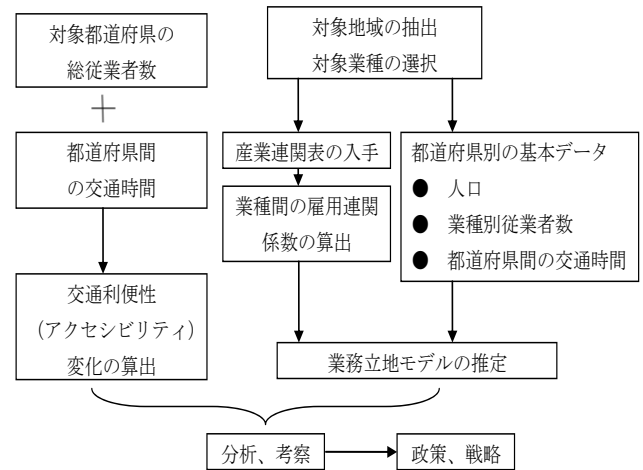 対象都道府県の
総従業者数
＋
都道府県間
の交通時間
交通利便性
（アクセシビリティ）
変化の算出
対象地域の抽出
対象業種の選択
産業連関表の入手
業種間の雇用連関
係数の算出
都道府県別の基本データ
● 人口
● 業種別従業者数
● 都道府県間の交通時間
業務立地モデルの推定
分析、考察
政策、戦略